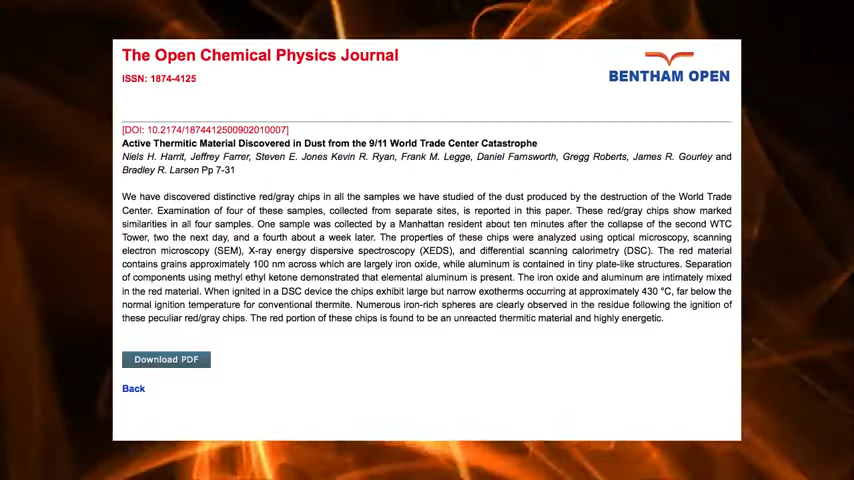 The Open Chemical Physics Journal
ISSN: 1874-4125
BENTHAM OPEN
[DOI: 10.2174/1874412500902010007]
Active Thermitic Material Discovered in Dust from the 9/11 World Trade Center Catastrophe
Niels H. Harrit, Jeffrey Farrer, Steven E. Jones Kevin R. Ryan, Frank M. Legge, Daniel Farnsworth, Gregg Roberts, James R. Gourley and
Bradley R. Larsen Pp 7-31
We have discovered distinctive red/gray chips in all the samples we have studied of the dust produced by the destruction of the World Trade
Center. Examination of four of these samples, collected from separate sites, is reported in this paper. These red/gray chips show marked
similarities in all four samples. One sample was collected by a Manhattan resident about ten minutes after the collapse of the second WTC
Tower, two the next day, and a fourth about a week later. The properties of these chips were analyzed using optical microscopy, scanning
electron microscopy (SEM), X-ray energy dispersive spectroscopy (XEDS), and differential scanning calorimetry (DSC). The red material
contains grains approximately 100 nm across which are largely iron oxide, while aluminum is contained in tiny plate-like structures. Separation
of components using methyl ethyl ketone demonstrated that elemental aluminum is present. The iron oxide and aluminum are intimately mixed
in the red material. When ignited in a DSC device the chips exhibit large but narrow exotherms occurring at approximately 430 °C, far below the
normal ignition temperature for conventional thermite. Numerous iron-rich spheres are clearly observed in the residue following the ignition of
these peculiar red/gray chips. The red portion of these chips is found to be an unreacted thermitic material and highly energetic.
Download PDF
Back